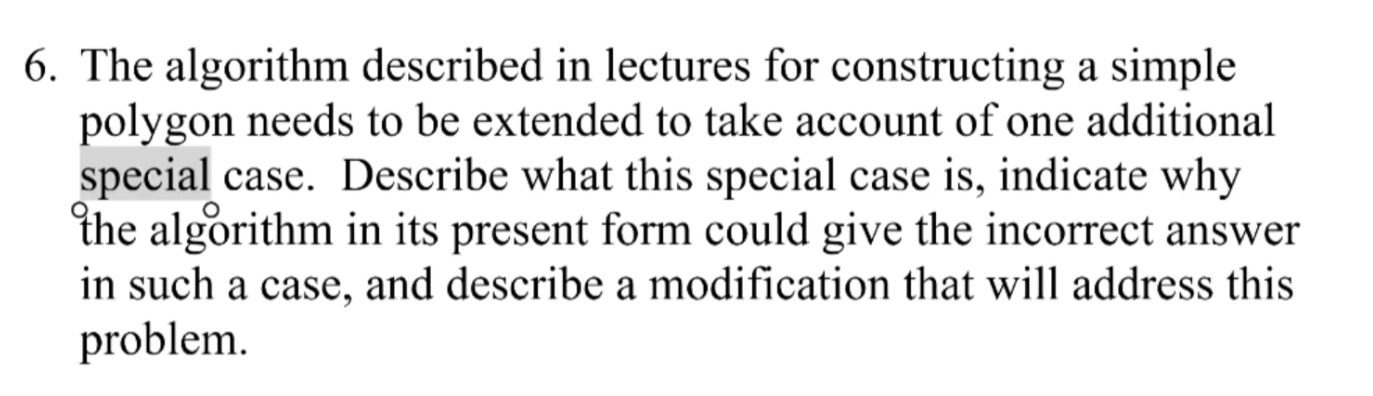 6. The algorithm described in lectures for constructing a simple
polygon needs to be extended to take account of one additional
special case. Describe what this special case is, indicate why
the algorithm in its present form could give the incorrect answer
in such a case, and describe a modification that will address this
problem.